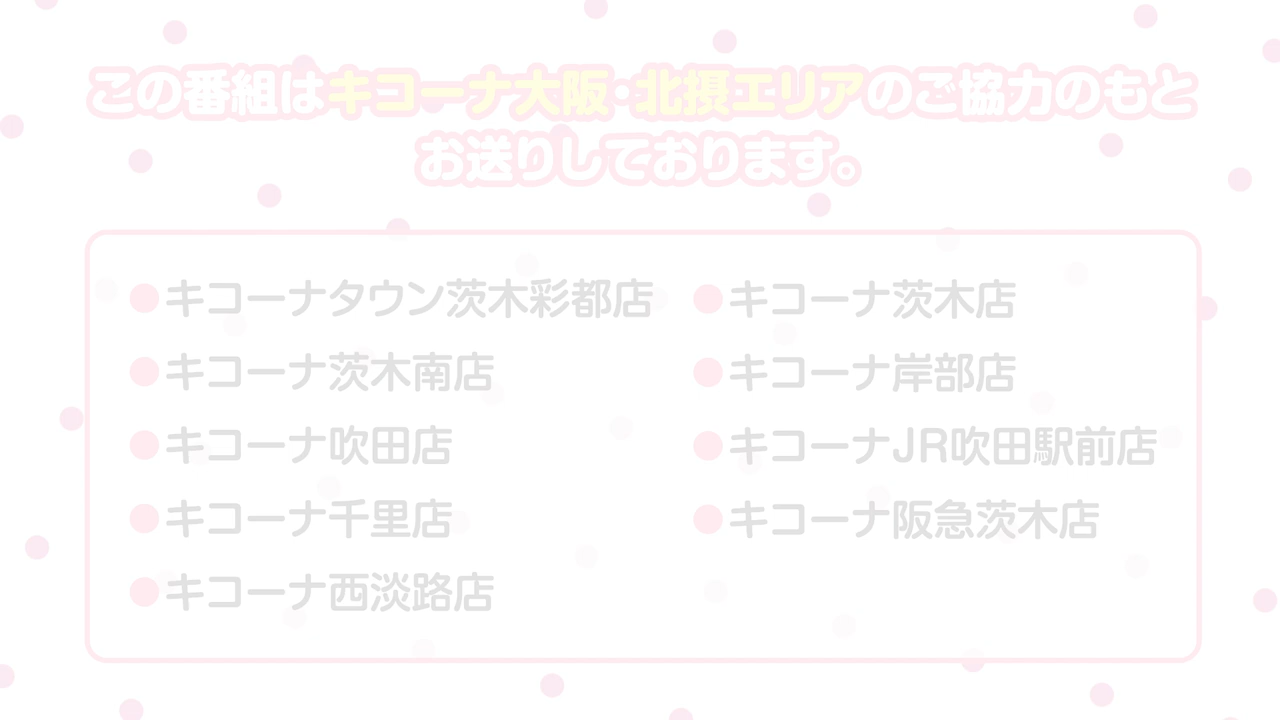 この番組はキコーナ大阪・北摂エリアのご協力のもと
お送りしております。
●キコーナタウン茨木彩都店
●キコーナ茨木南店
●キコーナ吹田店
●キコーナ千里店
●キコーナ西淡路店
●キコーナ茨木店
●キコーナ岸部店
●キコーナJR吹田駅前店
●キコーナ阪急茨木店